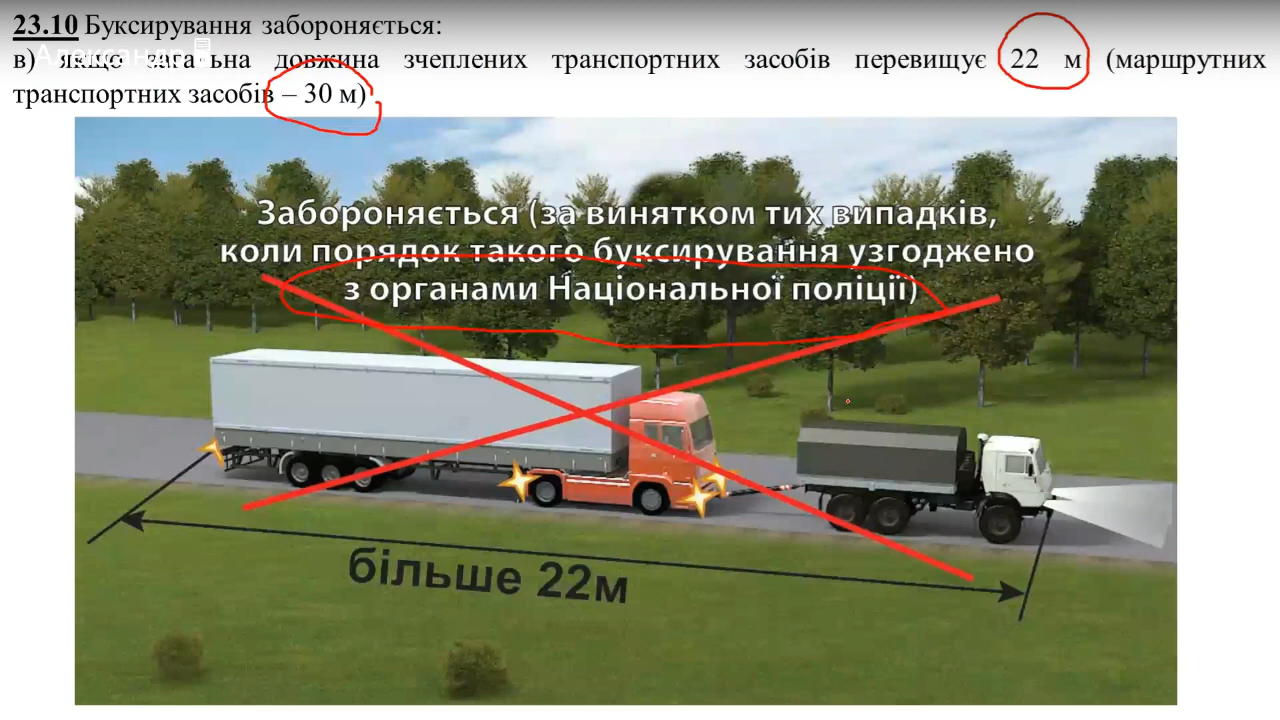 23.10 Буксирування забороняється:
в) якщо загальна довжина зчеплених транспортних засобів перевищує 22 м (маршрутних
транспортних засобів – 30 м)
Александр
Забороняється (за винятком тих випадків,
коли порядок такого буксирування узгоджено
з органами Національної поліції)
більше 22м